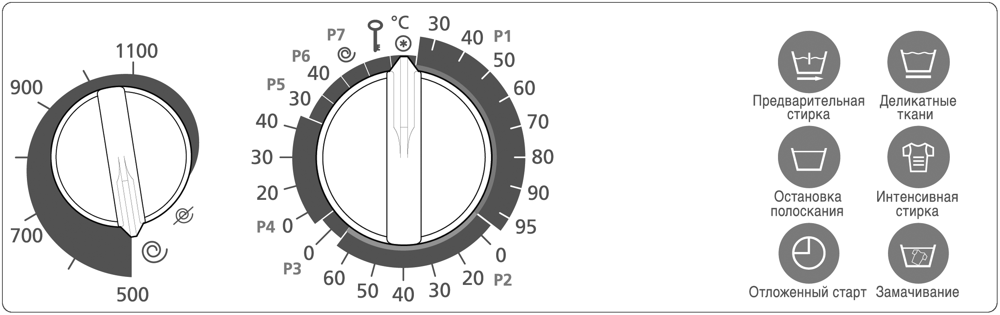 1100
900
700
500
°C
30
40
P1
50
60
70
80
90
95
0
P2
20
30
40
50
60
P3
0
P4 0
20
30
40
P5
30
P6
40
P7
Предварительная
стирка
Деликатные
ткани
Остановка
полоскания
Интенсивная
стирка
Отложенный старт
Замачивание